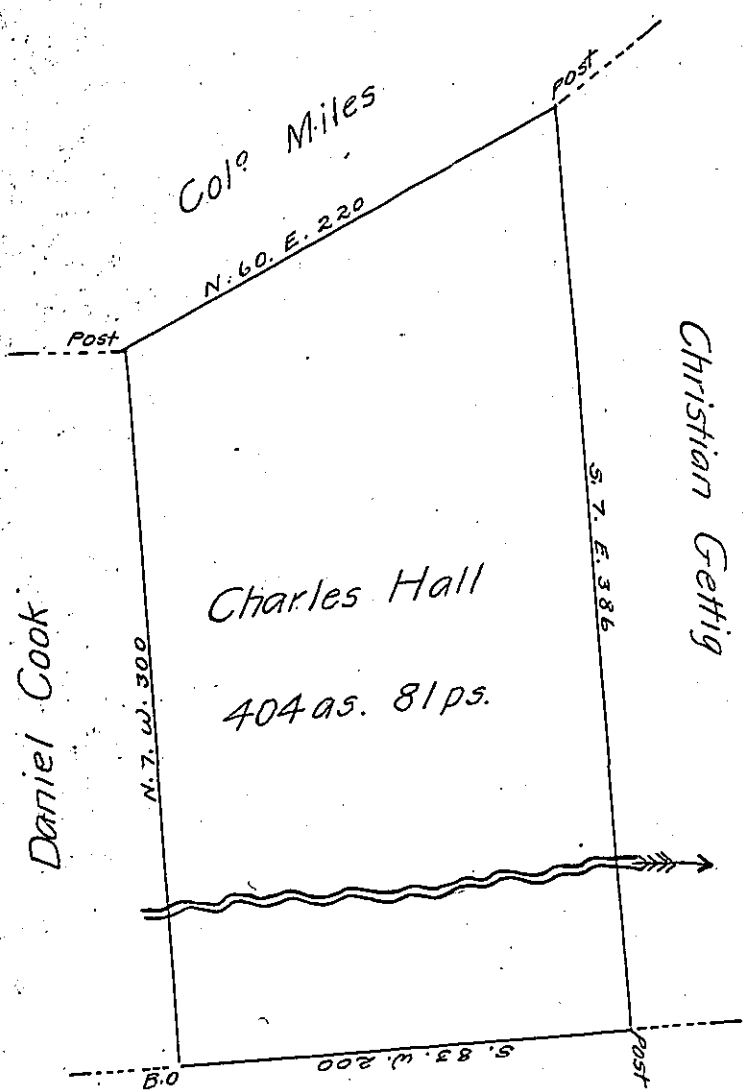 Post
Colº Miles
N. 60. E. 220
Post
Christian Gettig
S. 7. E. 386
Charles Hall
404 as. 81 ps.
Daniel Cook
N. 7. W. 300
S. 83. W. 200
B.O
Post